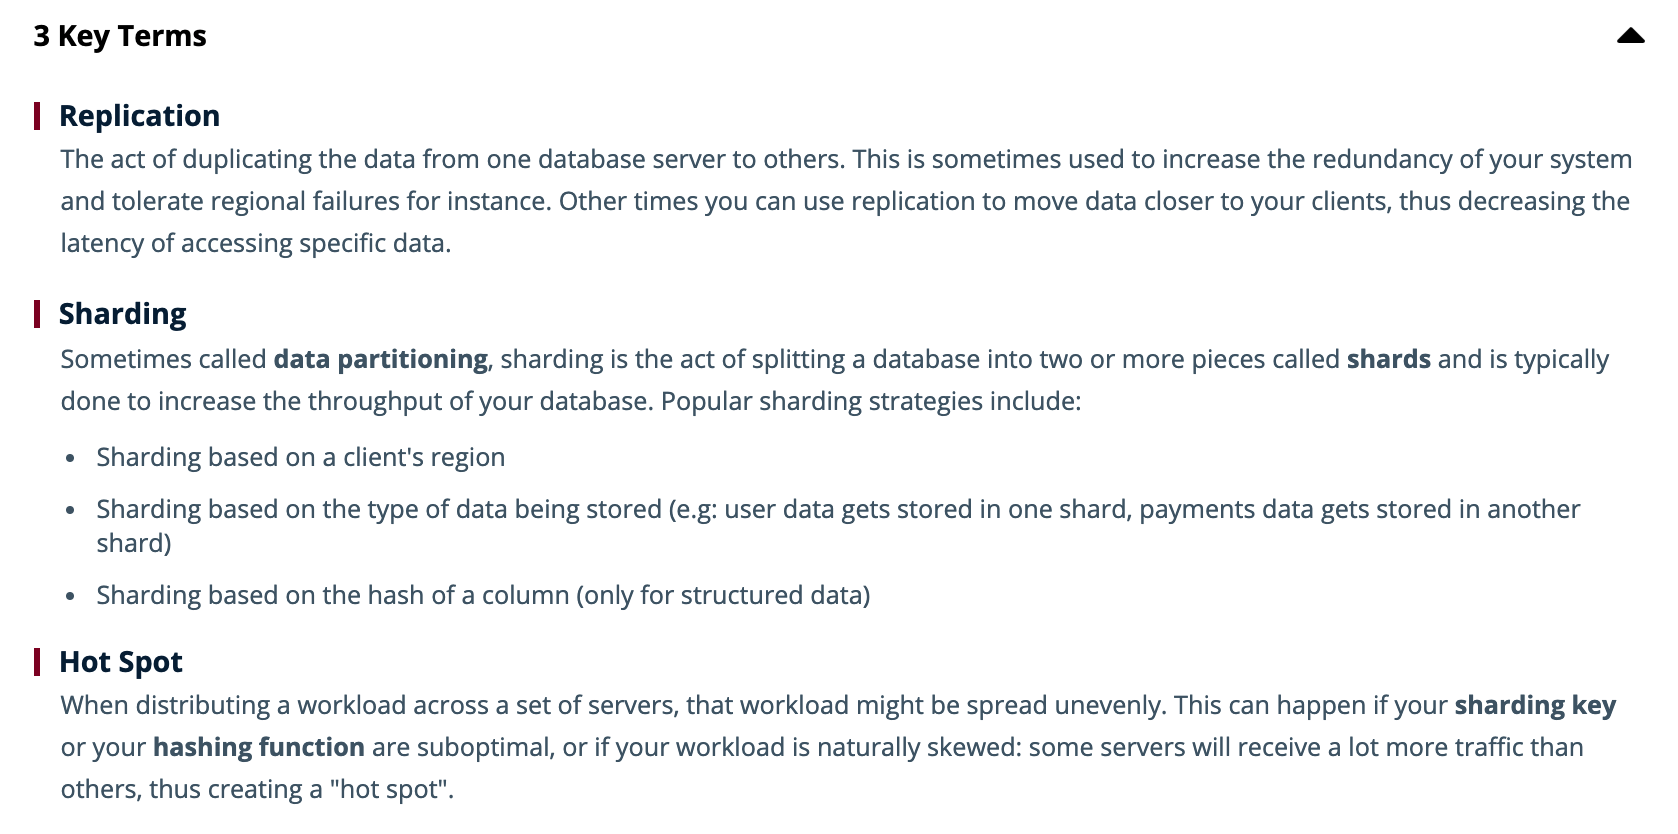 3 Key Terms
Replication
The act of duplicating the data from one database server to others. This is sometimes used to increase the redundancy of your system
and tolerate regional failures for instance. Other times you can use replication to move data closer to your clients, thus decreasing the
latency of accessing specific data.
Sharding
Sometimes called data partitioning, sharding is the act of splitting a database into two or more pieces called shards and is typically
done to increase the throughput of your database. Popular sharding strategies include:
• Sharding based on a client's region
• Sharding based on the type of data being stored (e.g: user data gets stored in one shard, payments data gets stored in another
shard)
• Sharding based on the hash of a column (only for structured data)
Hot Spot
When distributing a workload across a set of servers, that workload might be spread unevenly. This can happen if your sharding key
or your hashing function are suboptimal, or if your workload is naturally skewed: some servers will receive a lot more traffic than
others, thus creating a "hot spot".